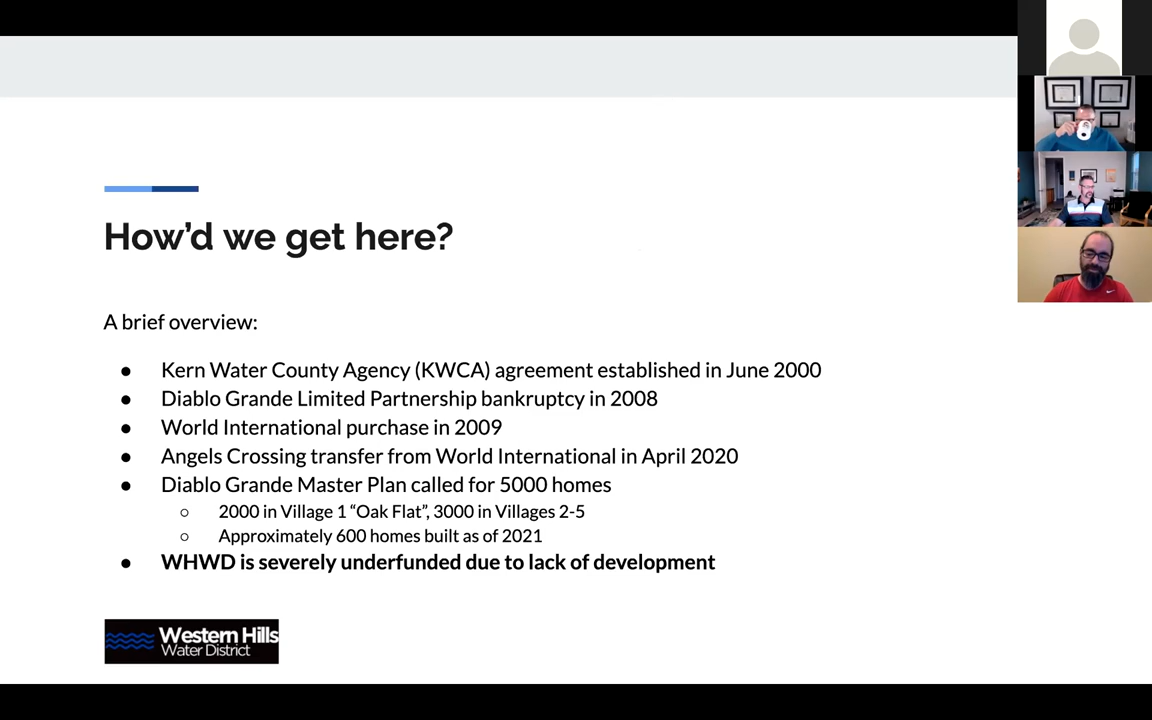 How'd we get here?
A brief overview:
● Kern Water County Agency (KWCA) agreement established in June 2000
● Diablo Grande Limited Partnership bankruptcy in 2008
● World International purchase in 2009
● Angels Crossing transfer from World International in April 2020
● Diablo Grande Master Plan called for 5000 homes
○ 2000 in Village 1 “Oak Flat”, 3000 in Villages 2-5
○ Approximately 600 homes built as of 2021
● WHWD is severely underfunded due to lack of development
Western Hills
Water District